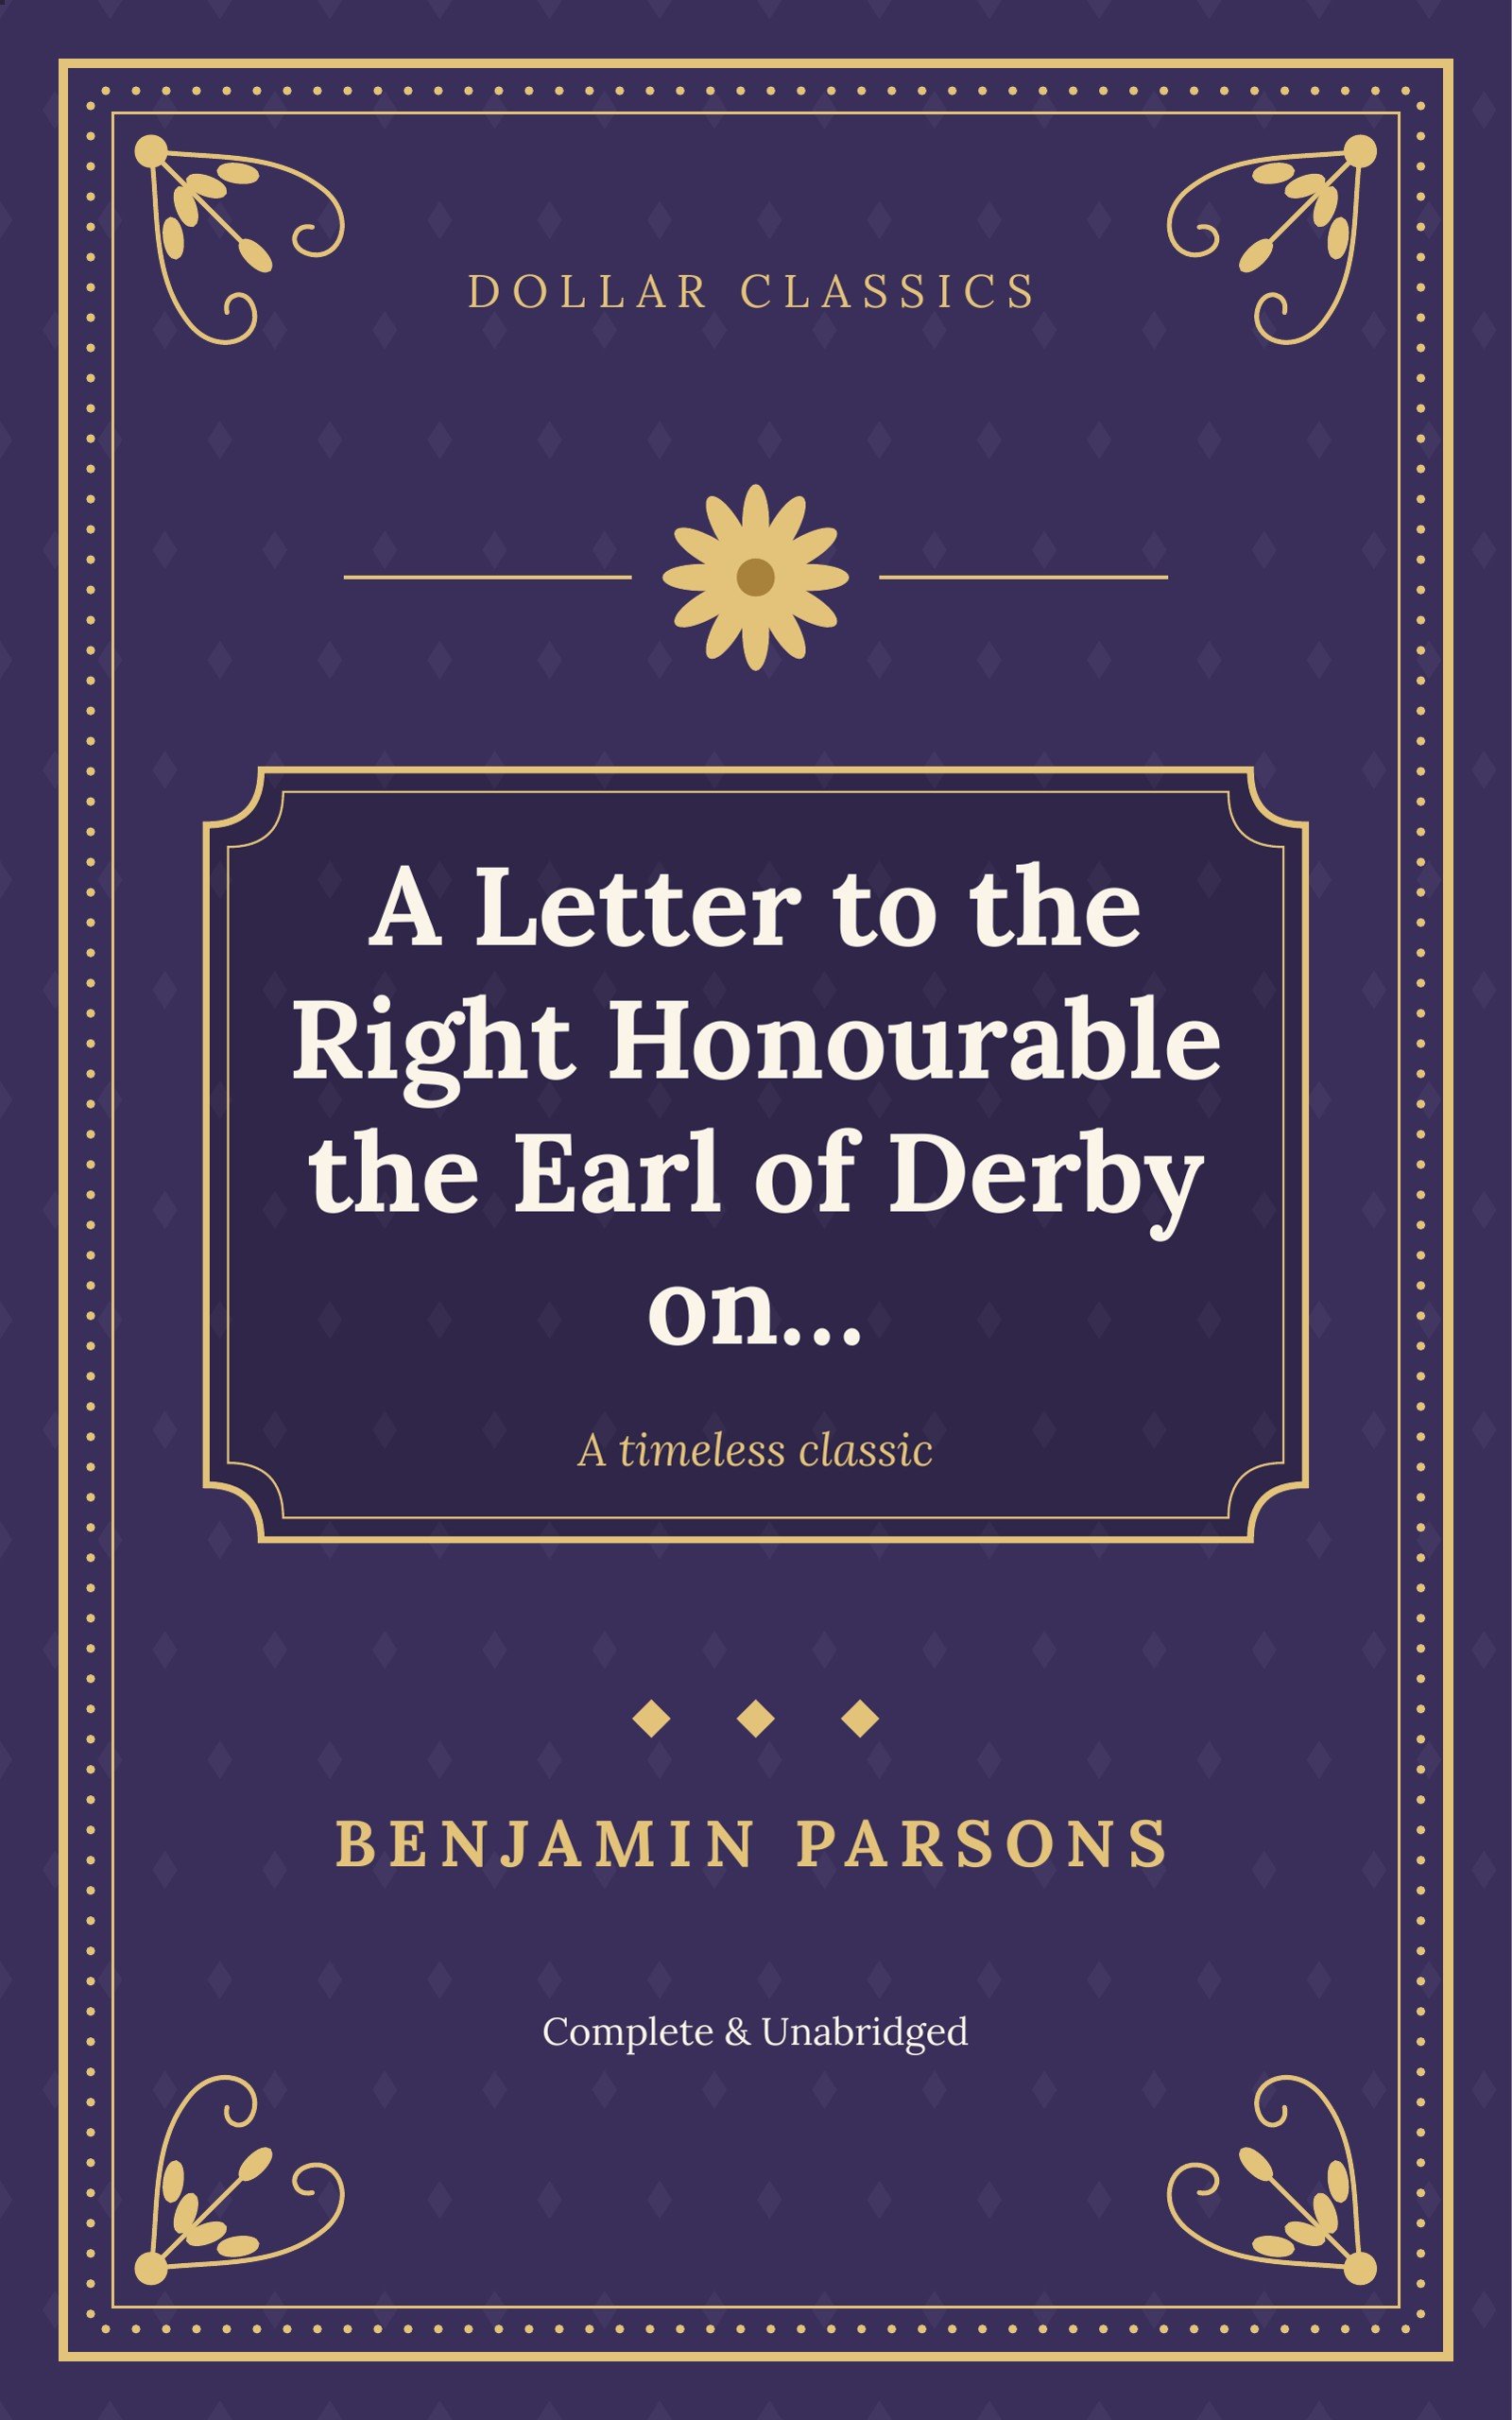 DOLLAR CLASSICS
A Letter to the
Right Honourable
the Earl of Derby
on...
A timeless classic
BENJAMIN PARSONS
Complete & Unabridged